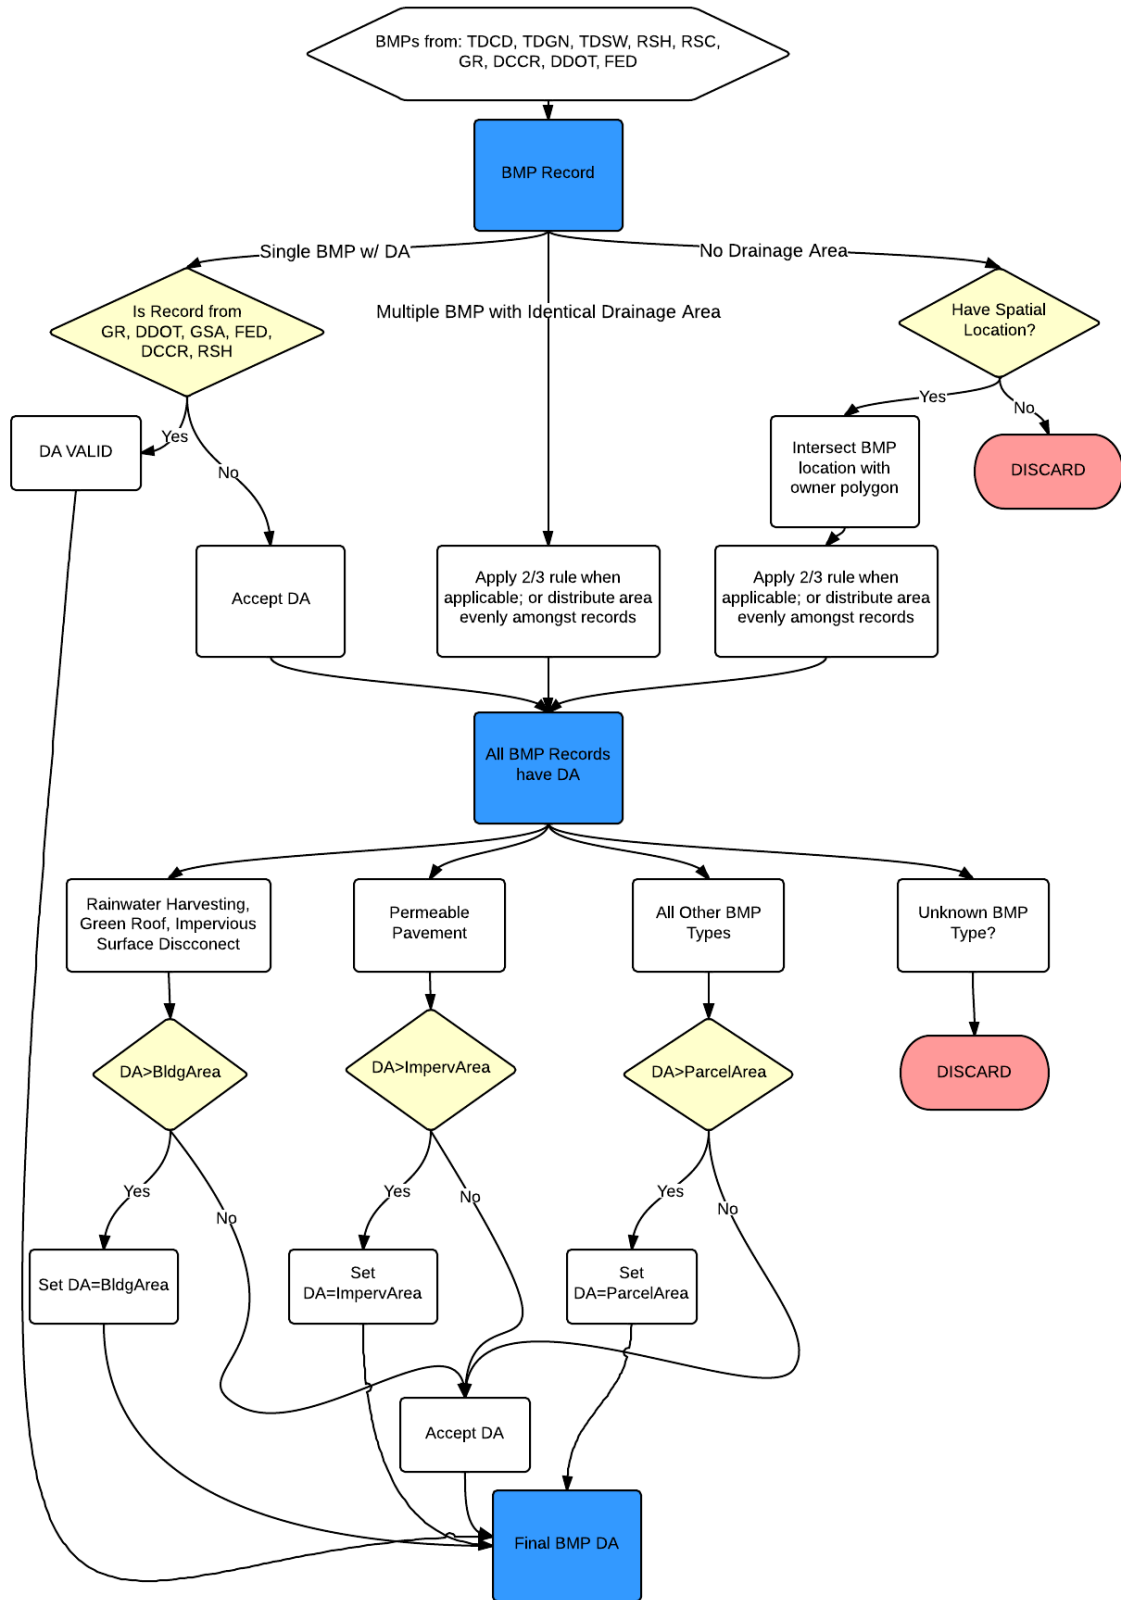 BMPs from: TDCD, TDGN, TDSW, RSH, RSC,
GR, DCCR, DDOT, FED
BMP Record
Single BMP w/ DA
No Drainage Area
Multiple BMP with Identical Drainage Area
Is Record from
GR, DDOT, GSA, FED,
DCCR, RSH
Have Spatial
Location?
Yes
No
Yes
No
DA VALID
Intersect BMP
location with
owner polygon
DISCARD
Accept DA
Apply 2/3 rule when
applicable; or distribute area
evenly amongst records
Apply 2/3 rule when
applicable; or distribute area
evenly amongst records
All BMP Records
have DA
Rainwater Harvesting,
Green Roof, Impervious
Surface Discconect
Permeable
Pavement
All Other BMP
Types
Unknown BMP
Type?
DA>BldgArea
DA>ImpervArea
DA>ParcelArea
DISCARD
Yes
No
Yes
No
Yes
No
Set DA=BldgArea
Set
DA=ImpervArea
Set
DA=ParcelArea
Accept DA
Final BMP DA